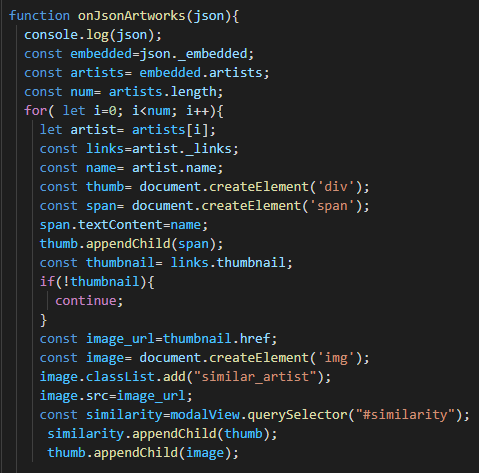 function onJsonArtworks(json){
console.log(json);
const embedded=json._embedded;
const artists= embedded.artists;
const num= artists.length;
for( let i=0; i<num; i++){
let artist= artists[i];
const links=artist._links;
const name= artist.name;
const thumb= document.createElement('div');
const span= document.createElement('span');
span.textContent=name;
thumb.appendChild(span);
const thumbnail= links.thumbnail;
if(!thumbnail){
continue;
}
const image_url=thumbnail.href;
const image= document.createElement('img');
image.classList.add("similar_artist");
image.src=image_url;
const similarity=modalView.querySelector("#similarity");
similarity.appendChild(thumb);
thumb.appendChild(image);